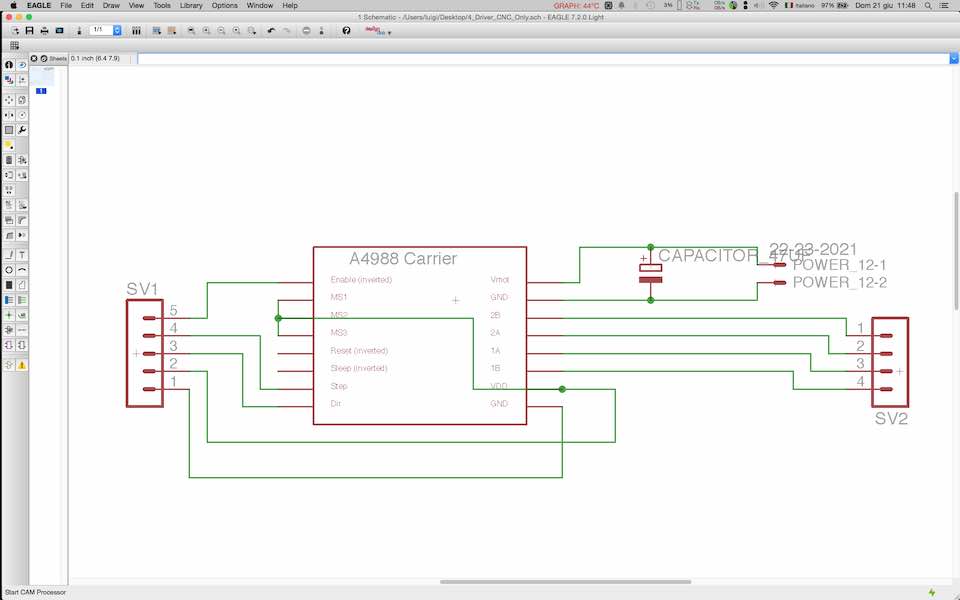 EAGLE File Edit Draw View Tools Library Options Window Help GRAPH: 44°C 3% Italiano 97% Dom 21 giu 11:48
1 Schematic - /Users/luigi/Desktop/4_Driver_CNC_Only.sch - EAGLE 7.2.0 Light
1/1
Sheets
0.1 inch (6.4 7.9)
1
A4988 Carrier
Enable (inverted)
MS1
MS2
MS3
Reset (inverted)
Sleep (inverted)
Step
Dir
Vmot
GND
2B
2A
1A
1B
VDD
GND
SV1
5
4
3
2
1
+
CAPACITOR_47UF
22-23-2021
POWER_12-1
POWER_12-2
1
2
3
4
SV2
Start CAM Processor